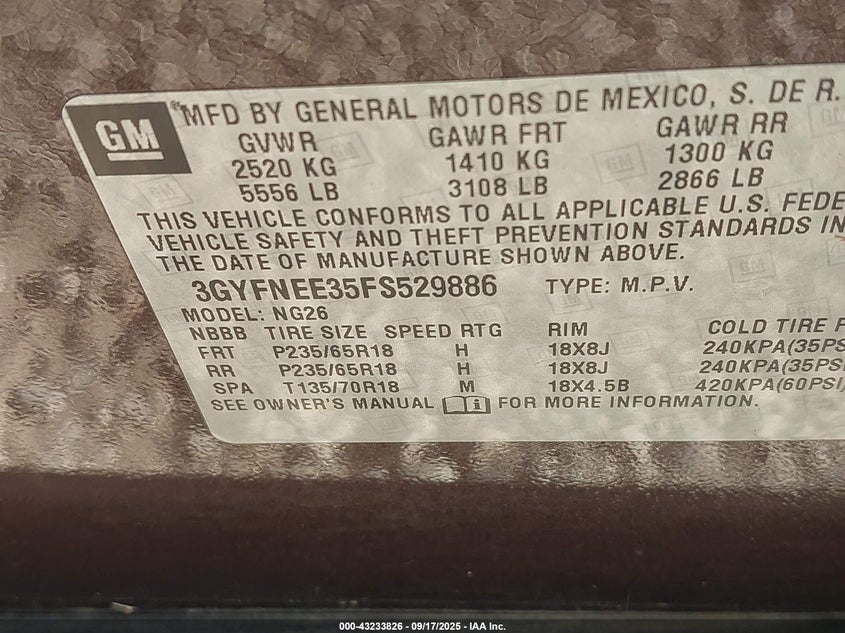 GM
®MFD BY GENERAL MOTORS DE MEXICO, S. DE R.
GVWR GAWR FRT GAWR RR
2520 KG 1410 KG 1300 KG
5556 LB 3108 LB 2866 LB
THIS VEHICLE CONFORMS TO ALL APPLICABLE U.S. FEDE
VEHICLE SAFETY AND THEFT PREVENTION STANDARDS IN
THE DATE OF MANUFACTURE SHOWN ABOVE.
3GYFNEE35FS529886 TYPE: M.P.V.
MODEL: NG26
NBBB TIRE SIZE SPEED RTG RIM COLD TIRE P
FRT P235/65R18 H 18X8J 240KPA(35PS
RR P235/65R18 H 18X8J 240KPA(35PSI
SPA T135/70R18 M 18X4.5B 420KPA(60PSI)
SEE OWNER'S MANUAL i FOR MORE INFORMATION.
000-43233826 - 09/17/2025 - IAA Inc.